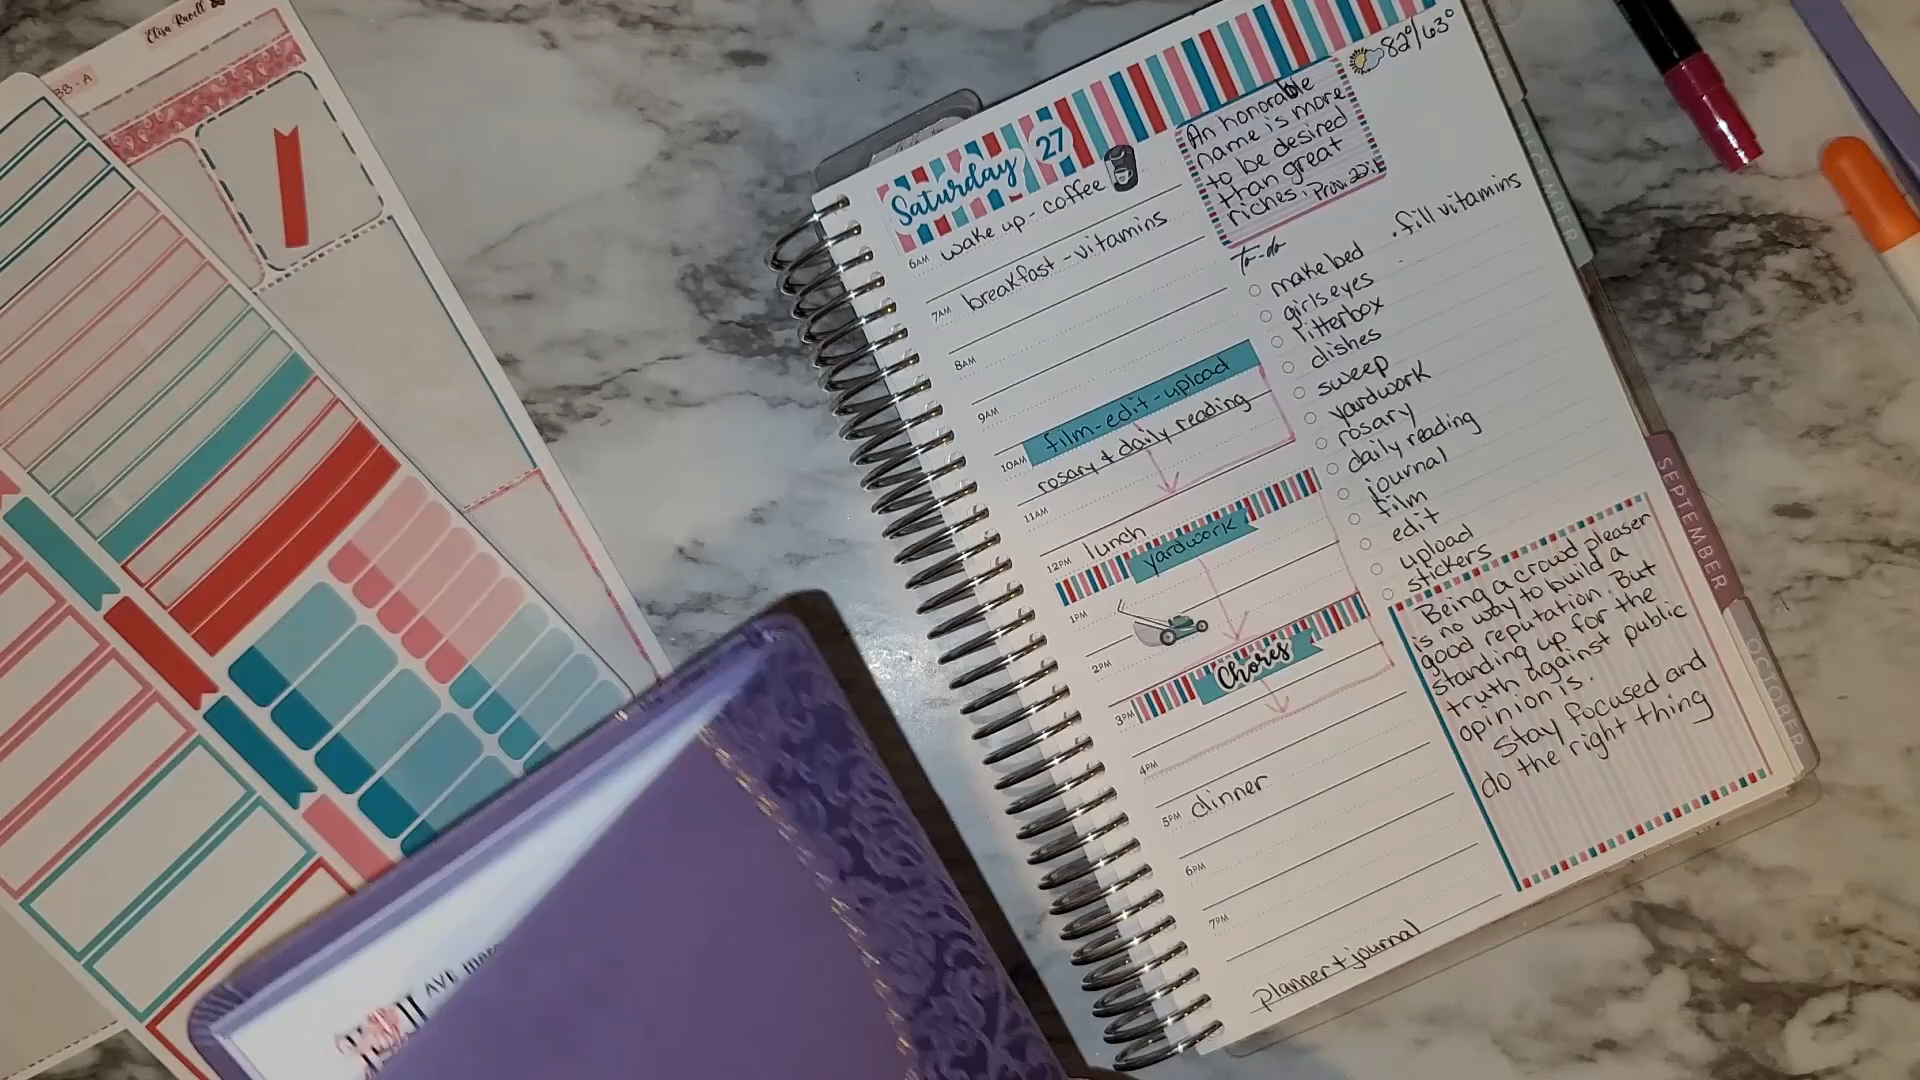 Elisa Ravell
BB-A
Saturday 27
82°/63°
An honorable
name is more
to be desired
than great
riches. Prov. 22:1
6AM wake up - coffee
7AM breakfast - vitamins
8AM
9AM
10AM film-edit-upload
rosary & daily reading
11AM
12PM lunch
yardwork
1PM
2PM
Chores
3PM
4PM
5PM dinner
6PM
7PM
planner + journal
To-do
make bed
girls eyes
litterbox
dishes
sweep
yardwork
rosary
daily reading
journal
film
edit
upload
stickers
. fill vitamins
Being a crowd pleaser
is no way to build a
good reputation. But
standing up for the
truth against public
opinion is.
Stay focused and
do the right thing
DECEMBER
SEPTEMBER
OCTOBER
AVE